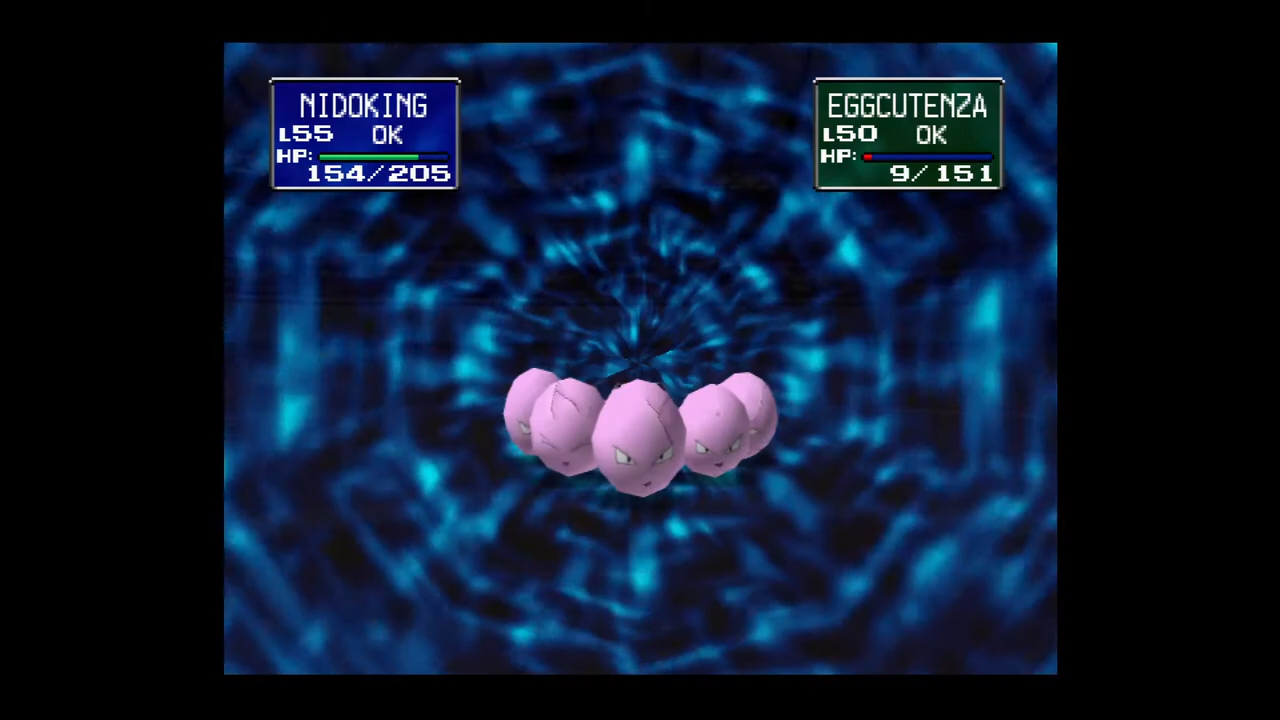 NIDOKING
L55 OK
HP:
154/205
EGGCUTENZA
L50 OK
HP:
9/151